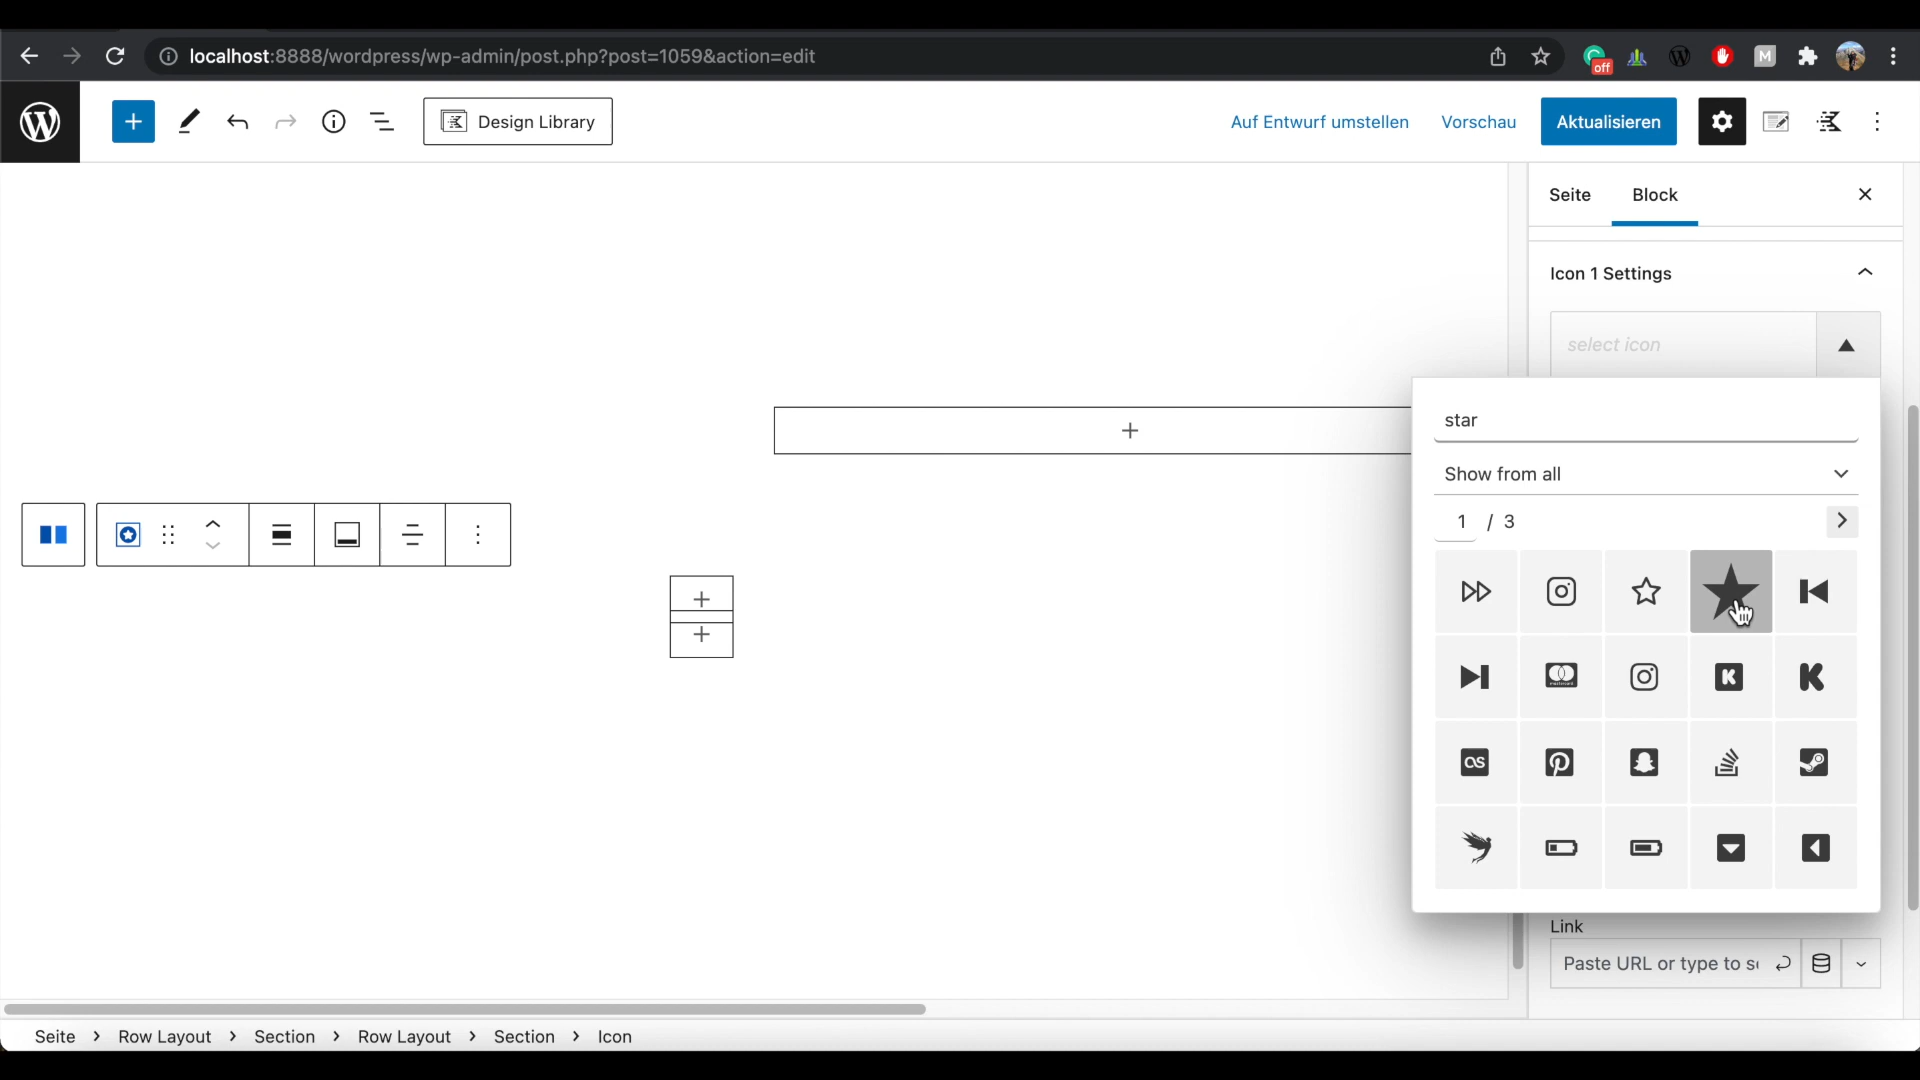 localhost:8888/wordpress/wp-admin/post.php?post=1059&action=edit
off
M
Design Library
Auf Entwurf umstellen
Vorschau
Aktualisieren
Seite
Block
Icon 1 Settings
select icon
star
Show from all
1 / 3
Link
Paste URL or type to s
Seite > Row Layout > Section > Row Layout > Section > Icon